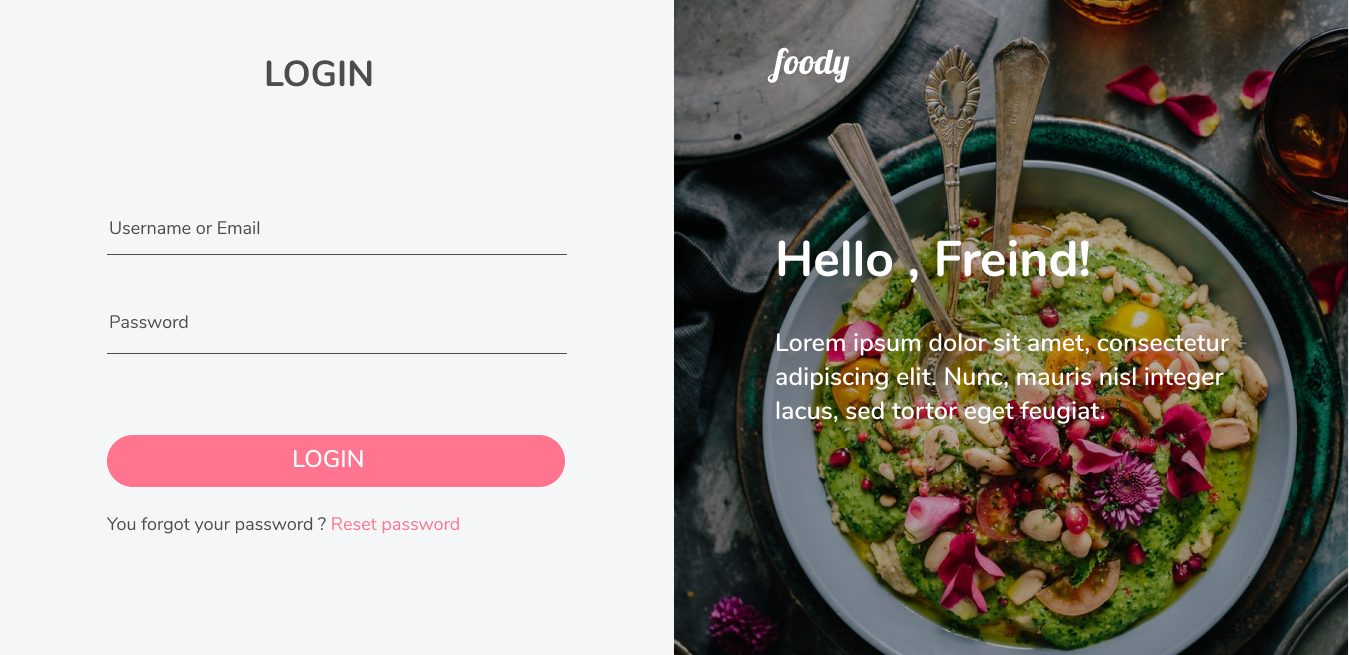 LOGIN
Username or Email
Password
LOGIN
You forgot your password ? Reset password
foody
Hello , Freind!
Lorem ipsum dolor sit amet, consectetur
adipiscing elit. Nunc, mauris nisl integer
lacus, sed tortor eget feugiat.